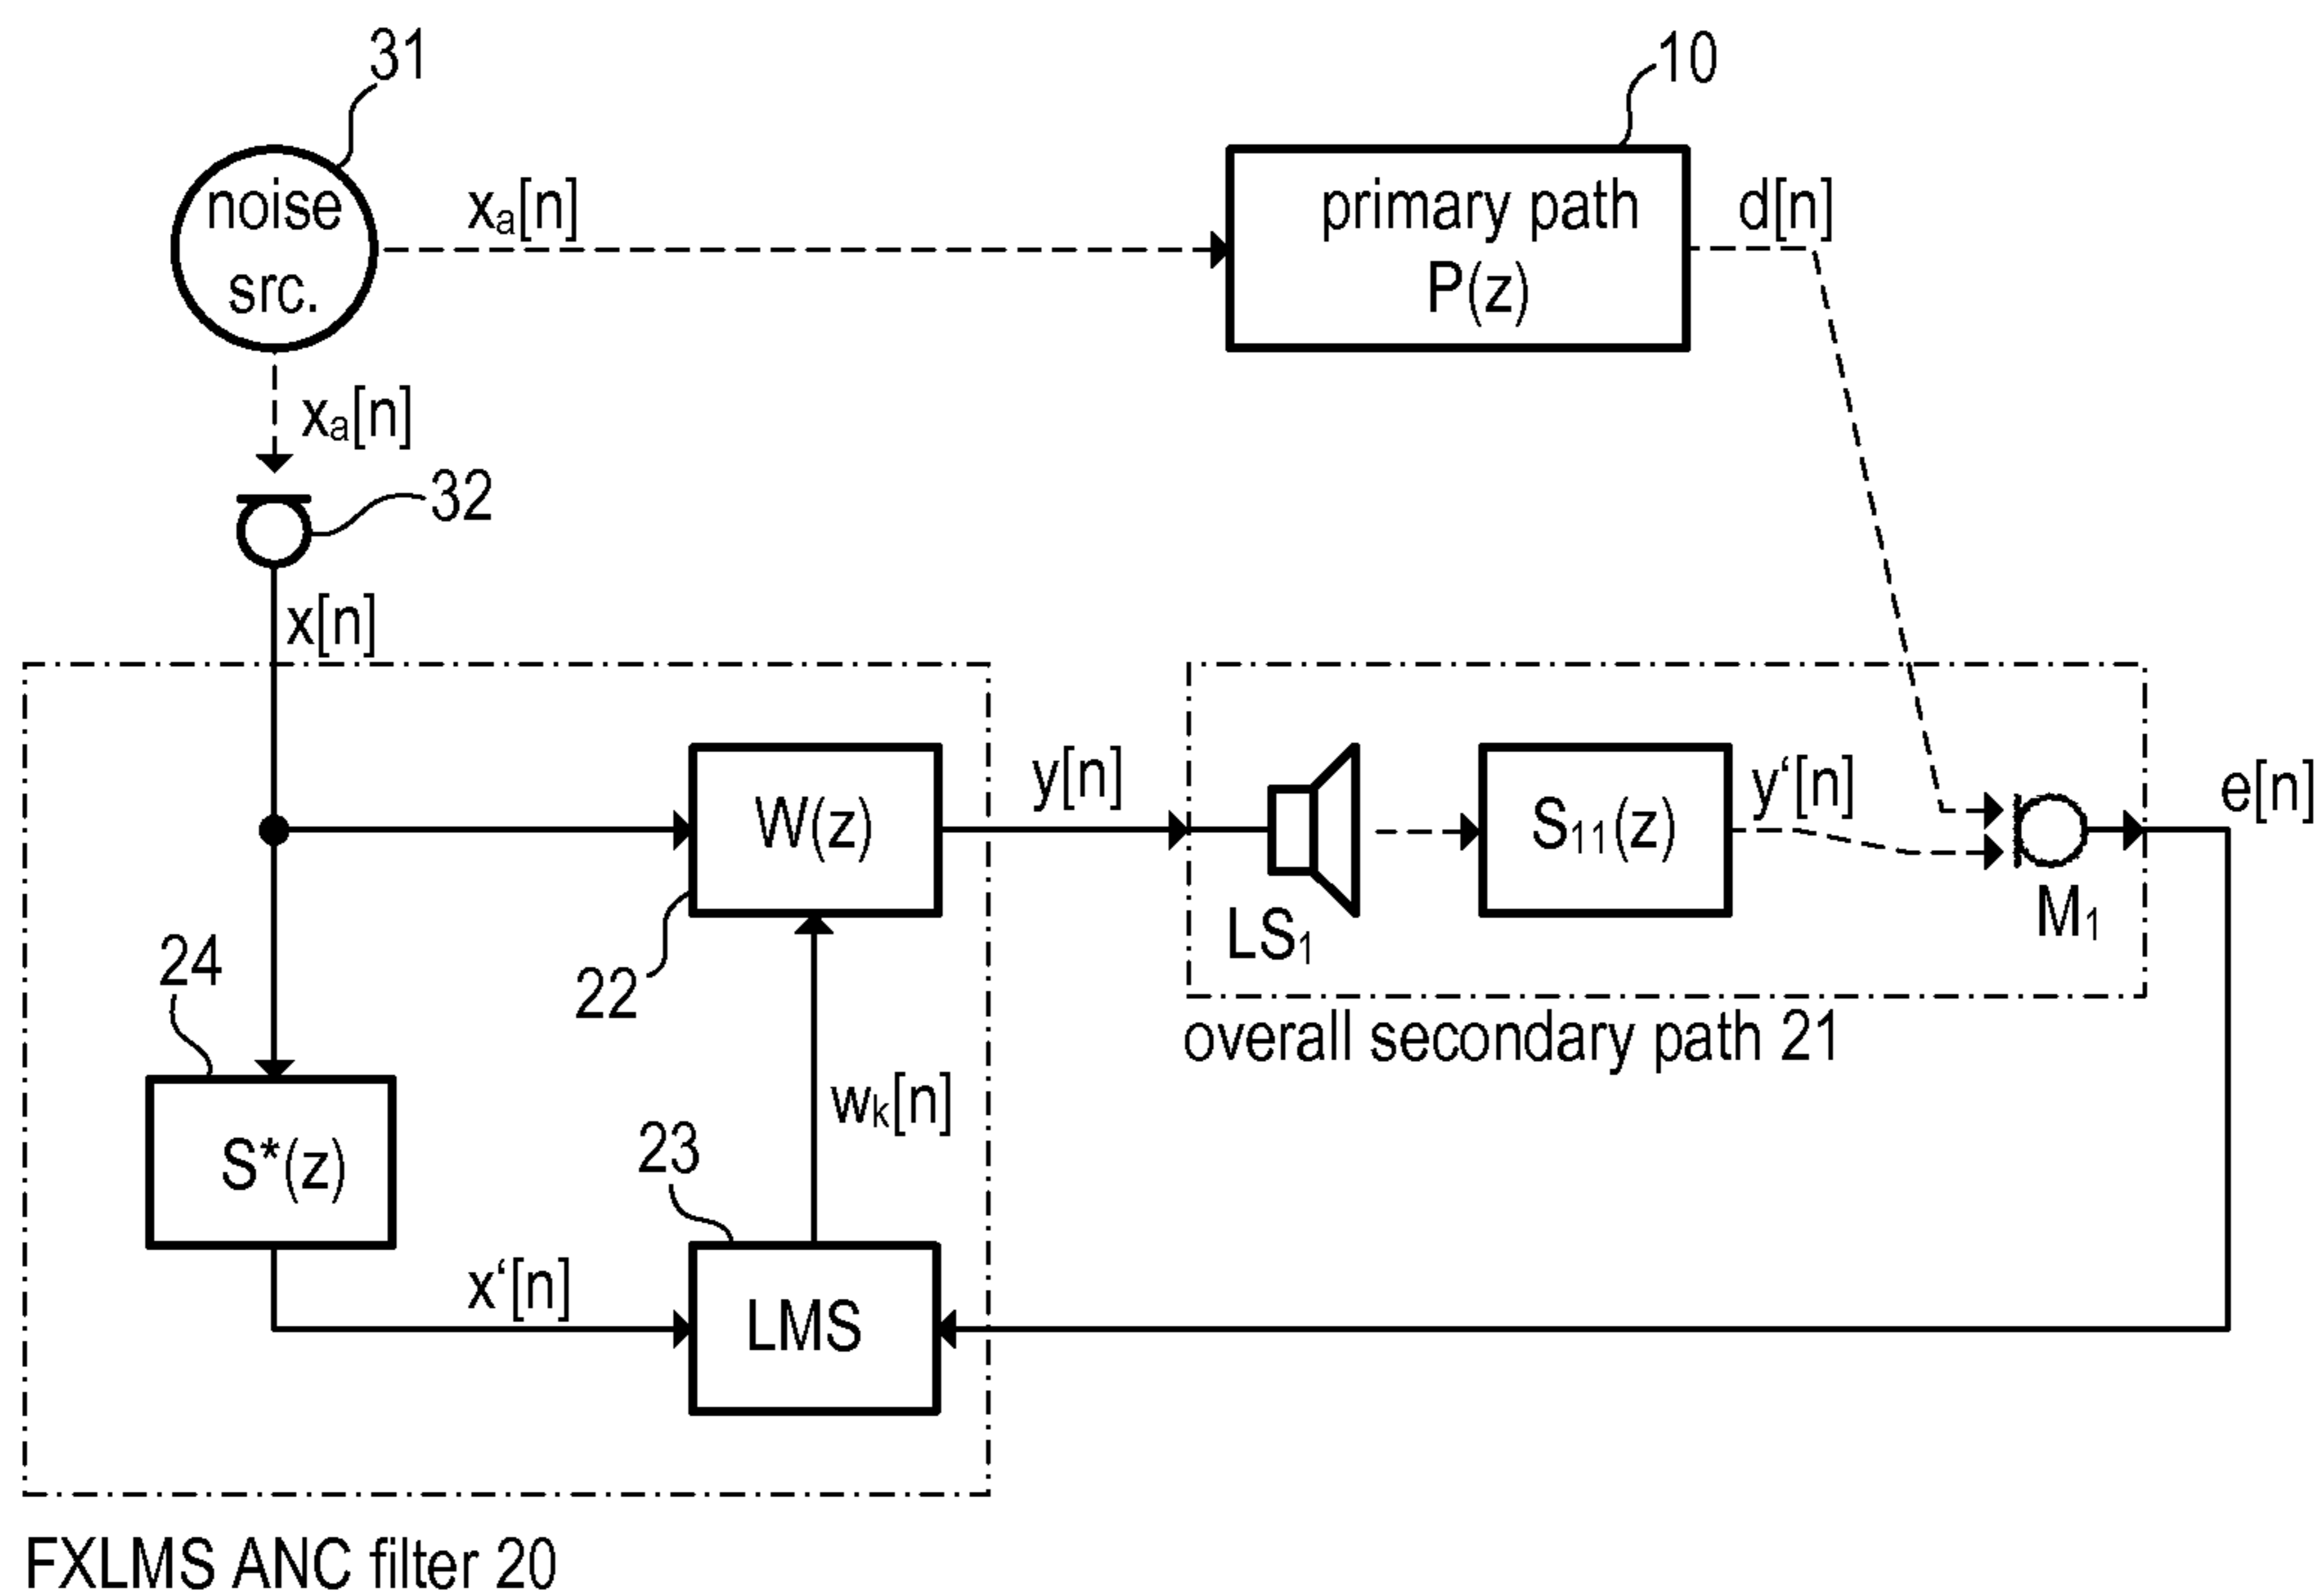 31
10
noise
src.
xₐ[n]
primary path
P(z)
d[n]
xₐ[n]
32
x[n]
W(z)
y[n]
S₁₁(z)
y‘[n]
e[n]
LS₁
M₁
24
22
overall secondary path 21
S*(z)
wₖ[n]
23
x‘[n]
LMS
FXLMS ANC filter 20